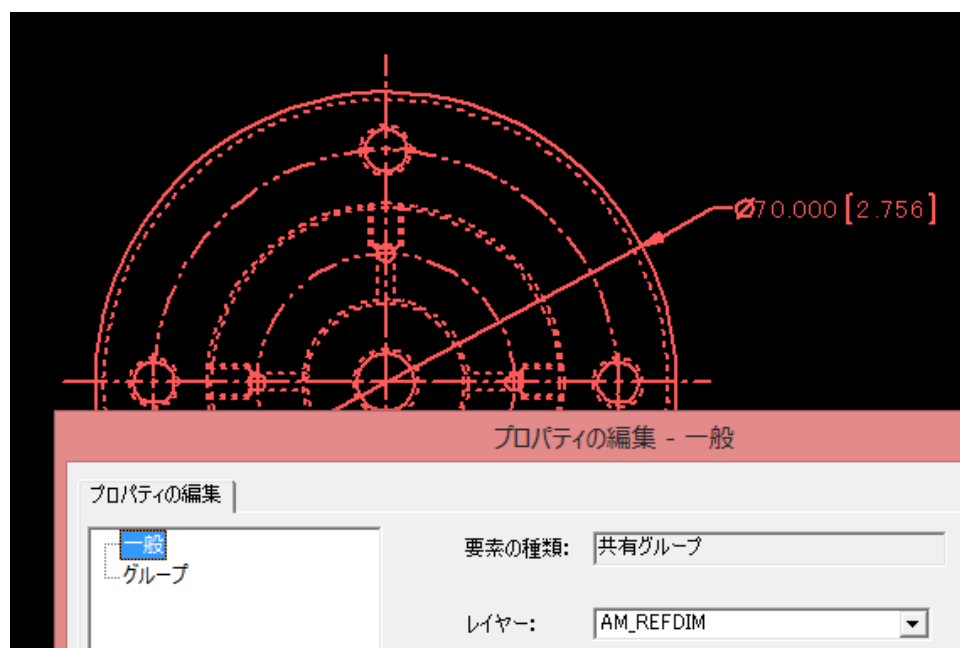 Ø70.000 [2.756]
プロパティの編集 - 一般
プロパティの編集
一般
グループ
要素の種類: 共有グループ
レイヤー: AM_REFDIM